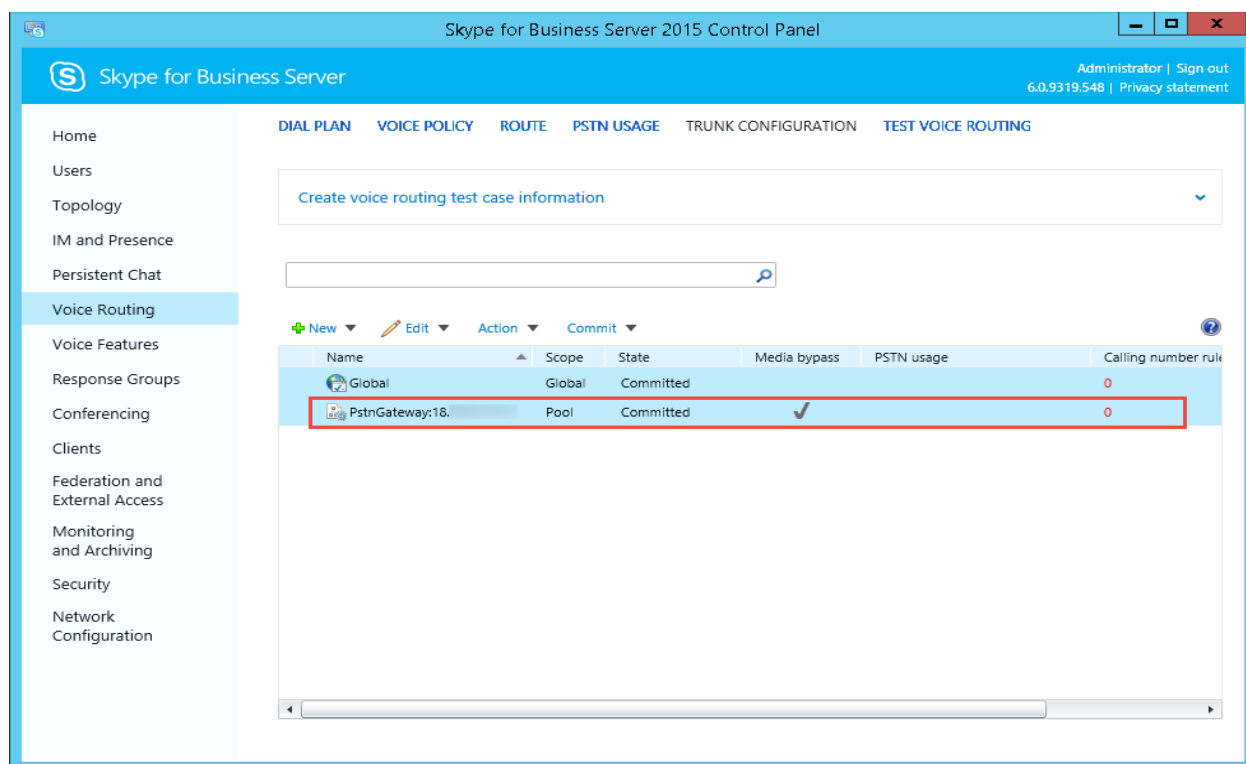 Skype for Business Server 2015 Control Panel
Skype for Business Server
Administrator | Sign out
6.0.9319.548 | Privacy statement
Home
Users
Topology
IM and Presence
Persistent Chat
Voice Routing
Voice Features
Response Groups
Conferencing
Clients
Federation and
External Access
Monitoring
and Archiving
Security
Network
Configuration
DIAL PLAN VOICE POLICY ROUTE PSTN USAGE TRUNK CONFIGURATION TEST VOICE ROUTING
Create voice routing test case information
New Edit Action Commit
Name Scope State Media bypass PSTN usage Calling number rule
Global Global Committed 0
PstnGateway:18. Pool Committed 0